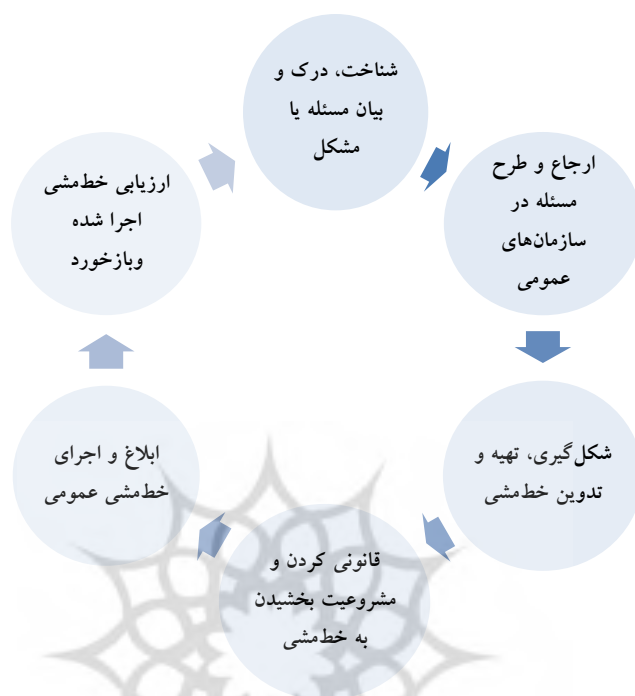 شناخت، درک و
بیان مسئله یا
مشکل
ارجاع و طرح
مسئله در
سازمان‌های
عمومی
شکل‌گیری، تهیه و
تدوین خط‌مشی
قانونی کردن و
مشروعیت بخشیدن
به خط‌مشی
ابلاغ و اجرای
خط‌مشی عمومی
ارزیابی خط‌مشی
اجرا شده
وبازخورد